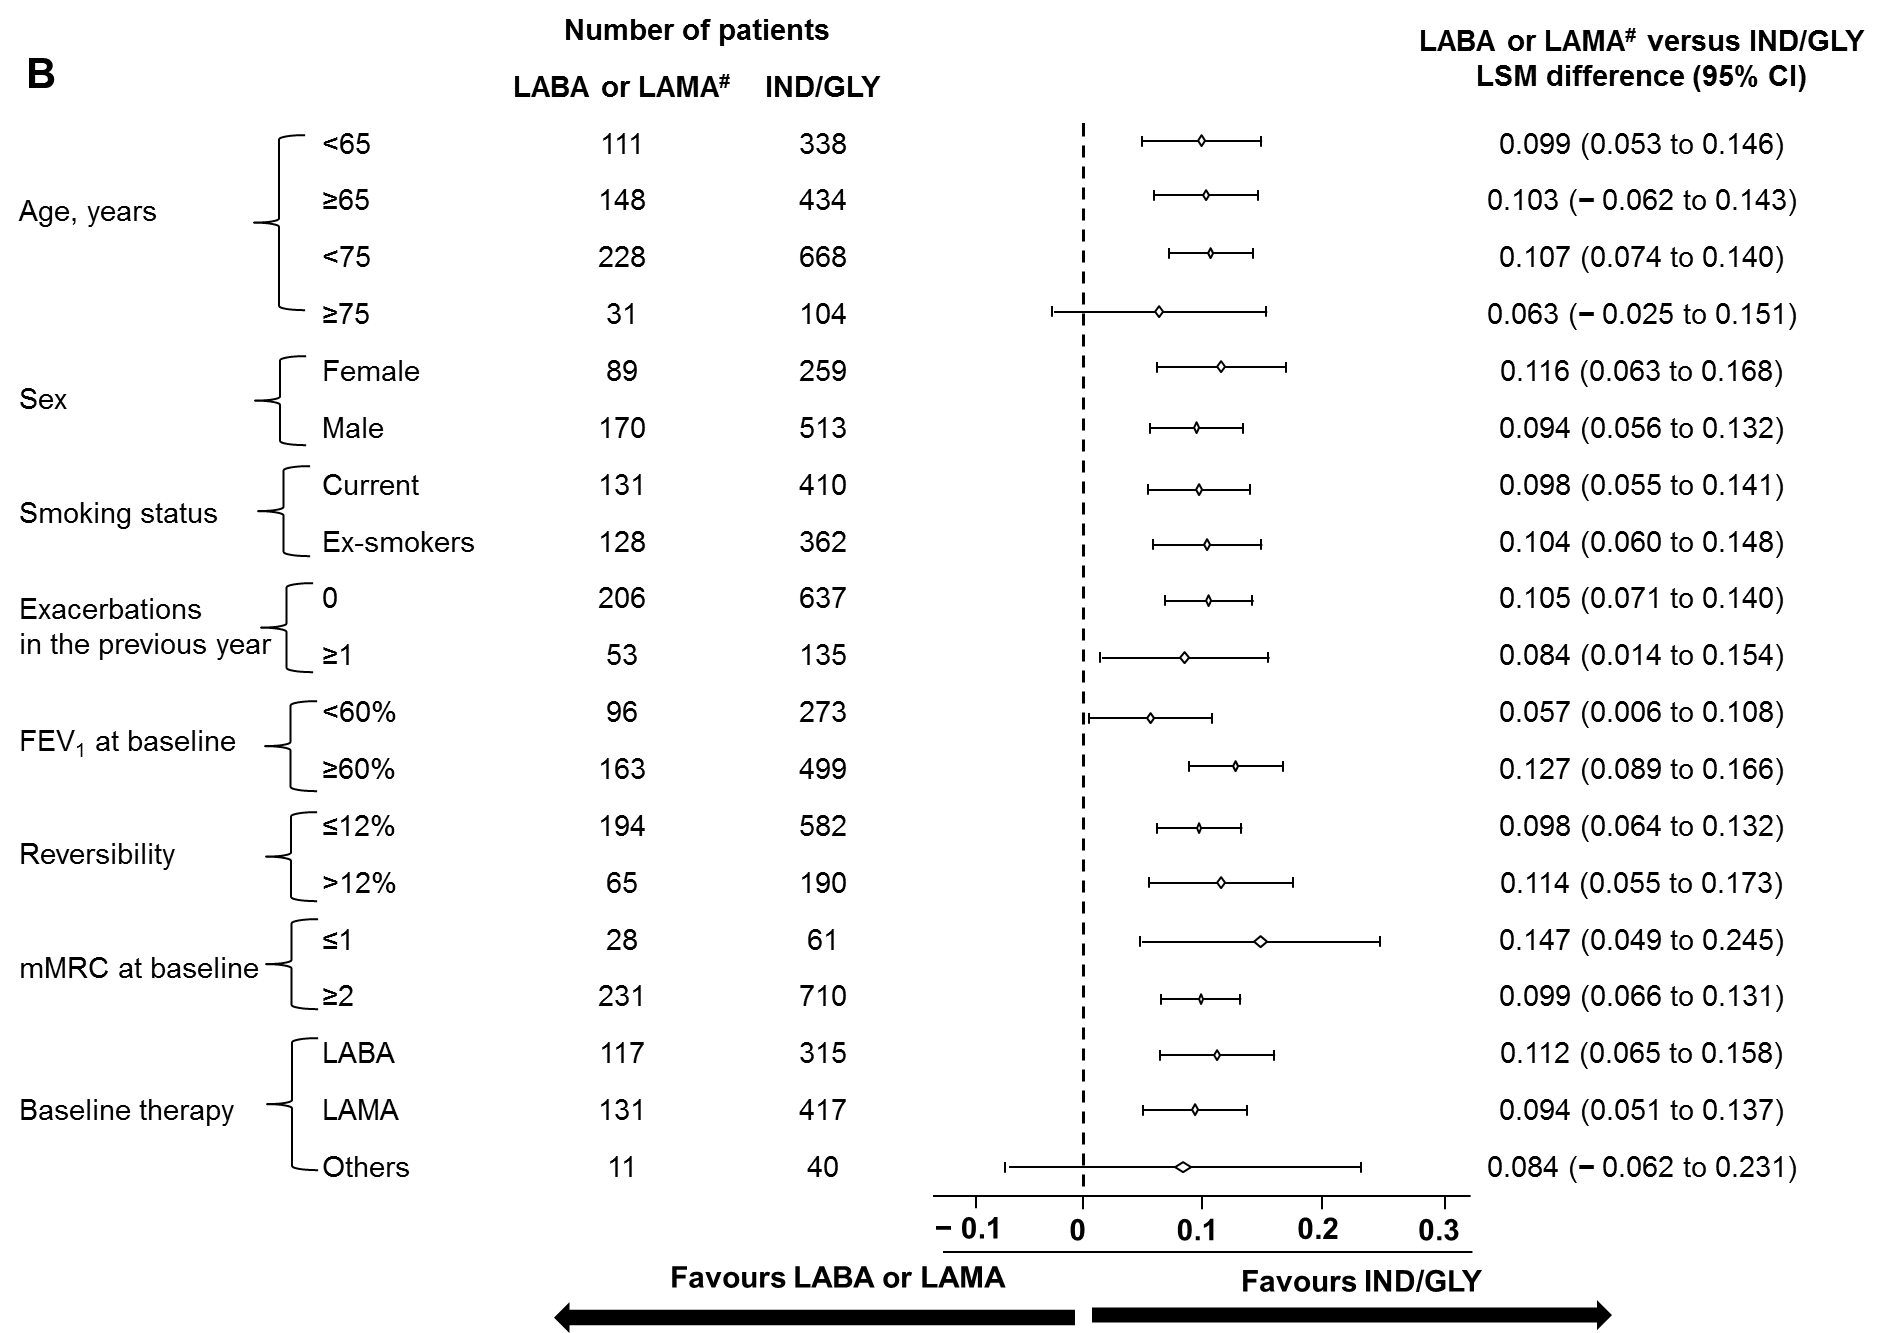 B
Number of patients
LABA or LAMA# IND/GLY
LABA or LAMA# versus IND/GLY
LSM difference (95% CI)
Age, years
<65 111 338 0.099 (0.053 to 0.146)
≥65 148 434 0.103 (− 0.062 to 0.143)
<75 228 668 0.107 (0.074 to 0.140)
≥75 31 104 0.063 (− 0.025 to 0.151)
Sex
Female 89 259 0.116 (0.063 to 0.168)
Male 170 513 0.094 (0.056 to 0.132)
Smoking status
Current 131 410 0.098 (0.055 to 0.141)
Ex-smokers 128 362 0.104 (0.060 to 0.148)
Exacerbations
in the previous year
0 206 637 0.105 (0.071 to 0.140)
≥1 53 135 0.084 (0.014 to 0.154)
FEV₁ at baseline
<60% 96 273 0.057 (0.006 to 0.108)
≥60% 163 499 0.127 (0.089 to 0.166)
Reversibility
≤12% 194 582 0.098 (0.064 to 0.132)
>12% 65 190 0.114 (0.055 to 0.173)
mMRC at baseline
≤1 28 61 0.147 (0.049 to 0.245)
≥2 231 710 0.099 (0.066 to 0.131)
Baseline therapy
LABA 117 315 0.112 (0.065 to 0.158)
LAMA 131 417 0.094 (0.051 to 0.137)
Others 11 40 0.084 (− 0.062 to 0.231)
− 0.1 0 0.1 0.2 0.3
Favours LABA or LAMA Favours IND/GLY